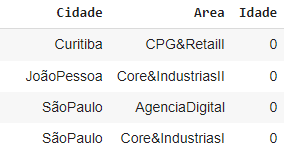 Cidade Area Idade
Curitiba CPG&RetailI 0
JoãoPessoa Core&IndustriasII 0
SãoPaulo AgenciaDigital 0
SãoPaulo Core&IndustriasI 0